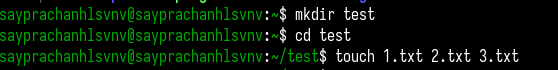 sayprachanhlsvnv@sayprachanhlsvnv:~$ mkdir test
sayprachanhlsvnv@sayprachanhlsvnv:~$ cd test
sayprachanhlsvnv@sayprachanhlsvnv:~/test$ touch 1.txt 2.txt 3.txt